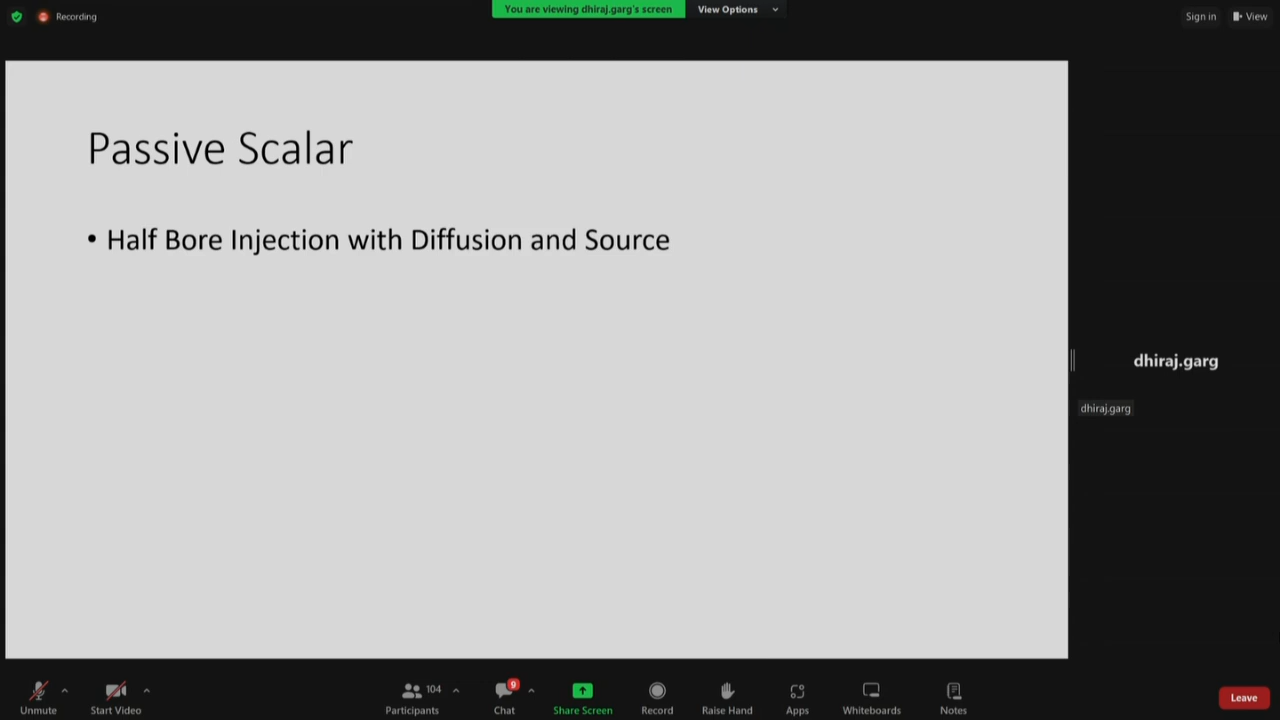 Recording
You are viewing dhiraj.garg's screen
View Options
Sign in
View
Passive Scalar
• Half Bore Injection with Diffusion and Source
dhiraj.garg
dhiraj.garg
Unmute
Start Video
104
Participants
9
Chat
Share Screen
Record
Raise Hand
Apps
Whiteboards
Notes
Leave